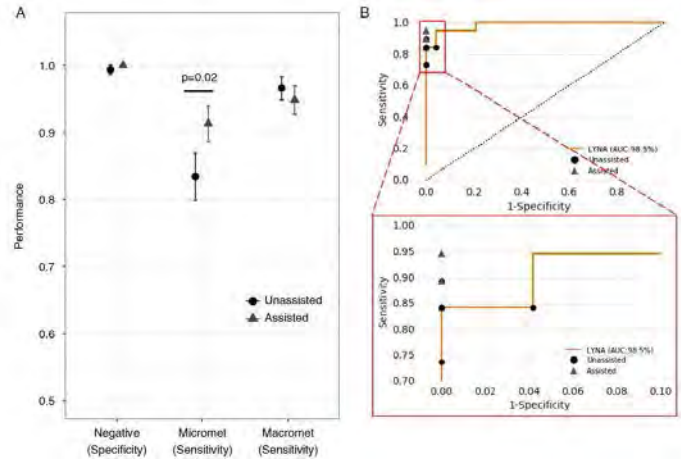 A
Performance
1.0
0.9
0.8
0.7
0.6
0.5
p=0.02
Unassisted
Assisted
Negative
(Specificity)
Micromet
(Sensitivity)
Macromet
(Sensitivity)
B
Sensitivity
1.0
0.8
0.6
0.4
0.2
0.0
LYNA (AUC:98.5%)
Unassisted
Assisted
0.0 0.2 0.4 0.6 0.8
1-Specificity
Sensitivity
1.00
0.95
0.90
0.85
0.80
0.75
0.70
LYNA (AUC:98.5%)
Unassisted
Assisted
0.00 0.02 0.04 0.06 0.08 0.10
1-Specificity